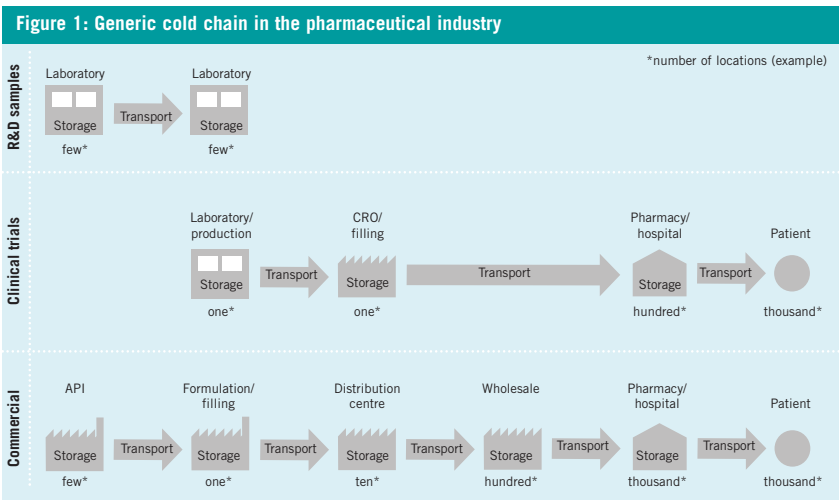 Figure 1: Generic cold chain in the pharmaceutical industry
*number of locations (example)
R&D samples
Laboratory
Laboratory
Storage
Transport
Storage
few*
few*
Clinical trials
Laboratory/
production
CRO/
filling
Pharmacy/
hospital
Patient
Storage
Transport
Storage
Transport
Storage
Transport
one*
one*
hundred*
thousand*
Commercial
API
Formulation/
filling
Distribution
centre
Wholesale
Pharmacy/
hospital
Patient
Storage
Transport
Storage
Transport
Storage
Transport
Storage
Transport
Storage
Transport
few*
one*
ten*
hundred*
thousand*
thousand*